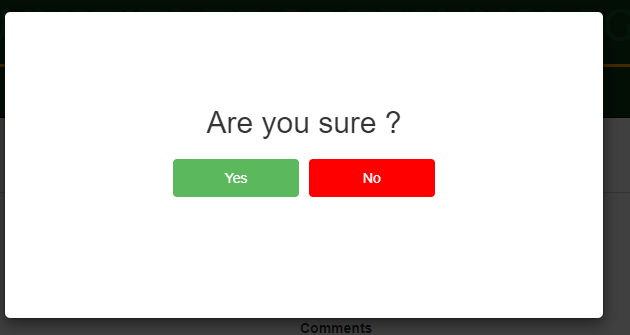 Are you sure ?
Yes
No
Comments